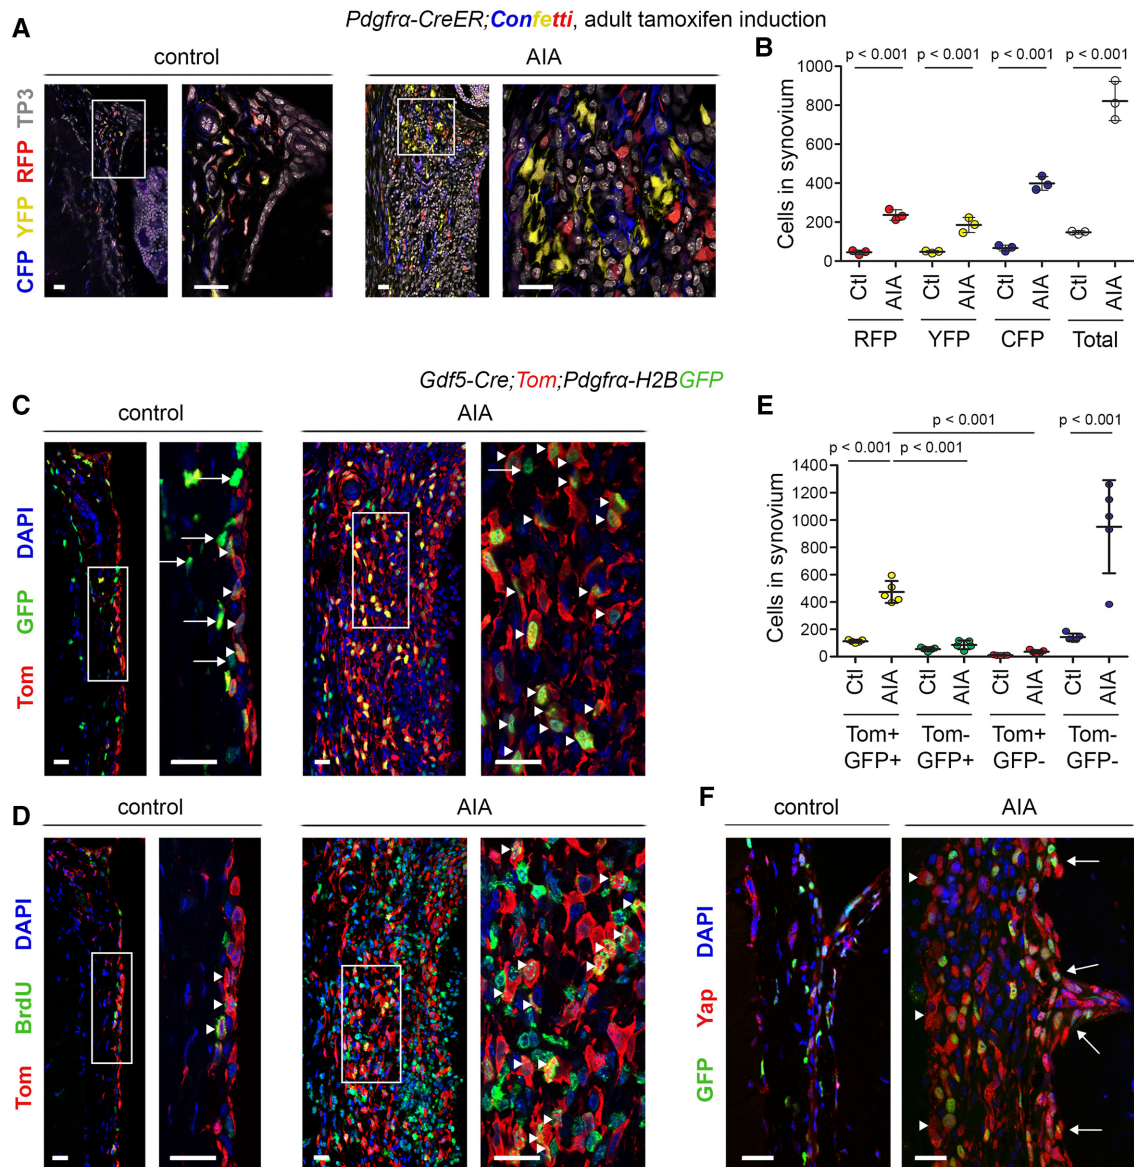 Pdgfrα-CreER;Confetti, adult tamoxifen induction
A
control
AIA
CFP YFP RFP TP3
B
p < 0.001 p < 0.001 p < 0.001 p < 0.001
Cells in synovium
1000
800
600
400
200
0
Ctl AIA Ctl AIA Ctl AIA Ctl AIA
RFP YFP CFP Total
Gdf5-Cre;Tom;Pdgfrα-H2BGFP
C
control
AIA
Tom GFP DAPI
E
p < 0.001
p < 0.001 p < 0.001 p < 0.001
Cells in synovium
1400
1200
1000
800
600
400
200
0
Ctl AIA Ctl AIA Ctl AIA Ctl AIA
Tom+ Tom- Tom+ Tom-
GFP+ GFP+ GFP- GFP-
D
control
AIA
Tom BrdU DAPI
F
control
AIA
GFP Yap DAPI